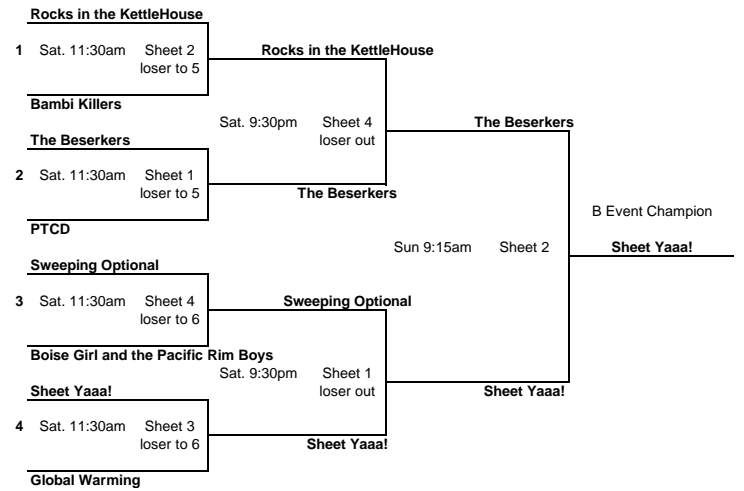 Rocks in the KettleHouse
1 Sat. 11:30am Sheet 2 Rocks in the KettleHouse
loser to 5
Bambi Killers
Sat. 9:30pm Sheet 4 The Beserkers
The Beserkers loser out
2 Sat. 11:30am Sheet 1
loser to 5 The Beserkers
B Event Champion
PTCD
Sun 9:15am Sheet 2 Sheet Yaaa!
Sweeping Optional
3 Sat. 11:30am Sheet 4 Sweeping Optional
loser to 6
Boise Girl and the Pacific Rim Boys
Sat. 9:30pm Sheet 1
Sheet Yaaa! loser out Sheet Yaaa!
4 Sat. 11:30am Sheet 3
loser to 6 Sheet Yaaa!
Global Warming